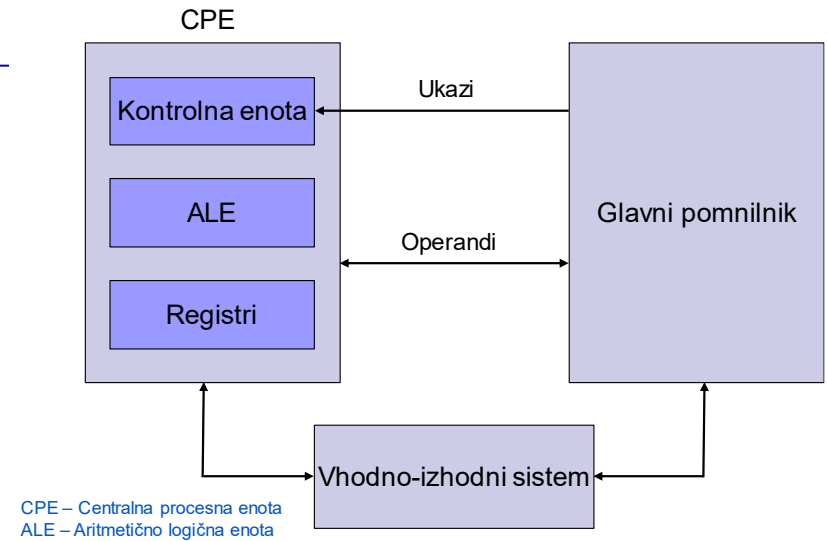 CPE
Kontrolna enota
Ukazi
ALE
Glavni pomnilnik
Operandi
Registri
Vhodno-izhodni sistem
CPE – Centralna procesna enota
ALE – Aritmetično logična enota